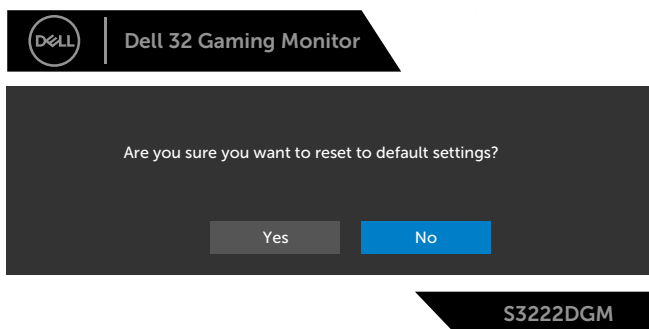 DELL
Dell 32 Gaming Monitor
Are you sure you want to reset to default settings?
Yes No
S3222DGM